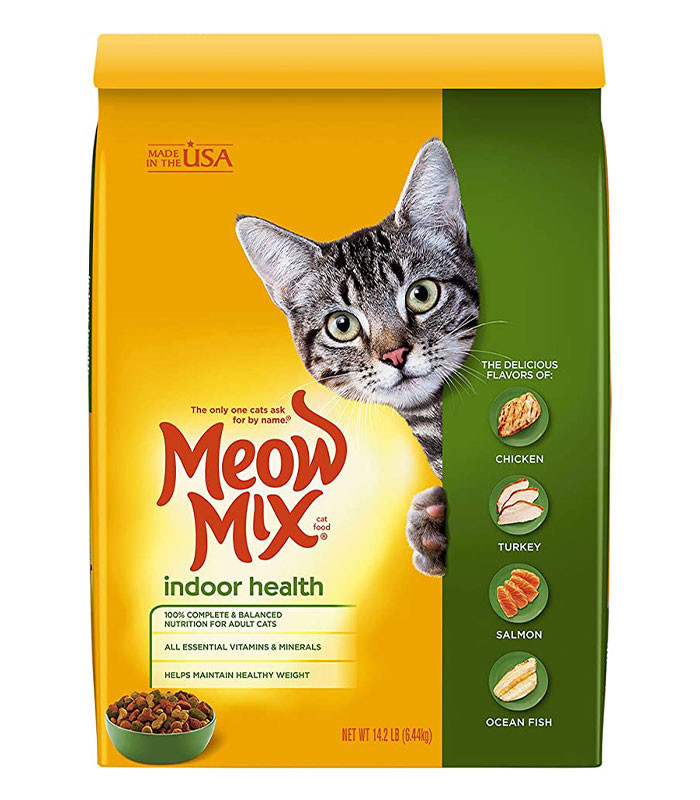 MADE
IN THE USA
The only one cats ask
for by name.®
Meow
Mix
cat
food
®
indoor health
100% COMPLETE & BALANCED
NUTRITION FOR ADULT CATS
ALL ESSENTIAL VITAMINS & MINERALS
HELPS MAINTAIN HEALTHY WEIGHT
NET WT 14.2 LB (6.44kg)
THE DELICIOUS
FLAVORS OF:
CHICKEN
TURKEY
SALMON
OCEAN FISH